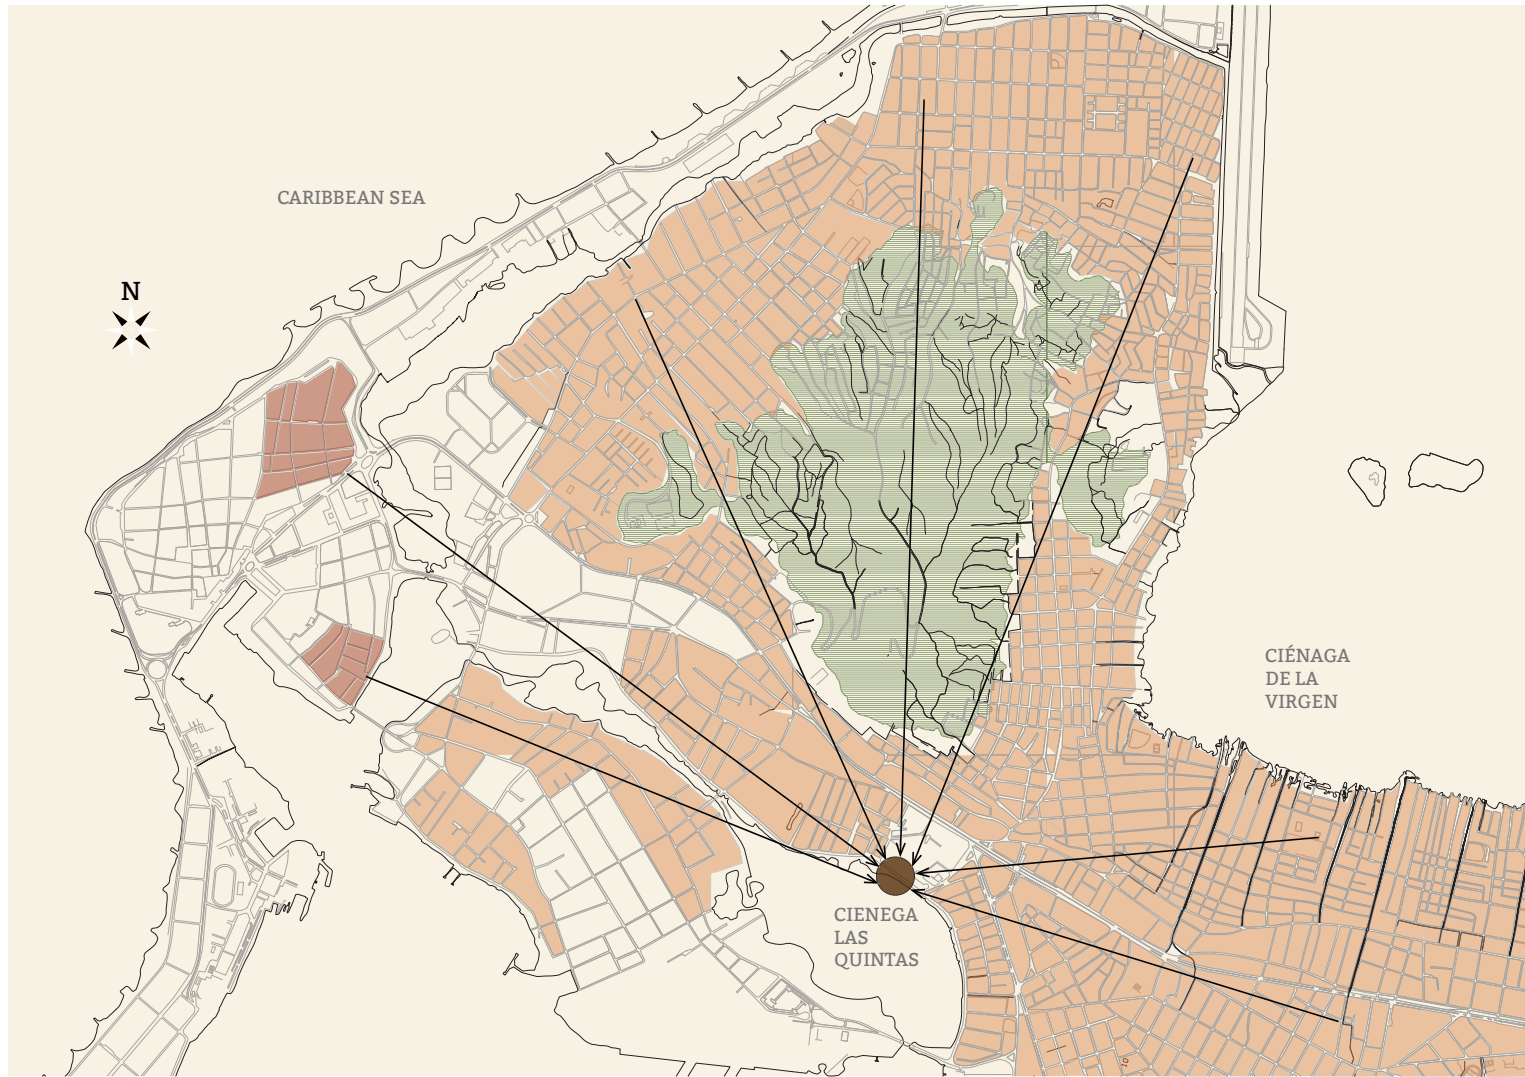 CARIBBEAN SEA
N
CIÉNAGA
DE LA
VIRGEN
CIENEGA
LAS
QUINTAS